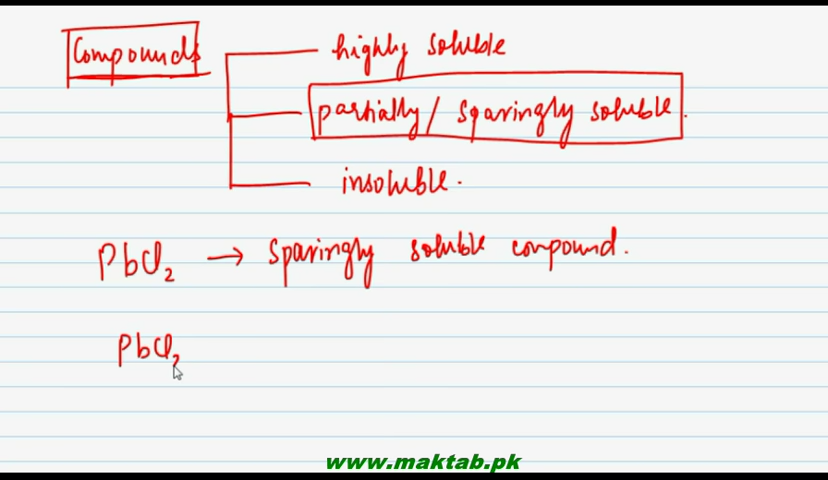 Compounds
highly soluble
partially/ sparingly soluble.
insoluble.
PbCl2 → Sparingly soluble compound.
PbCl2
www.maktab.pk